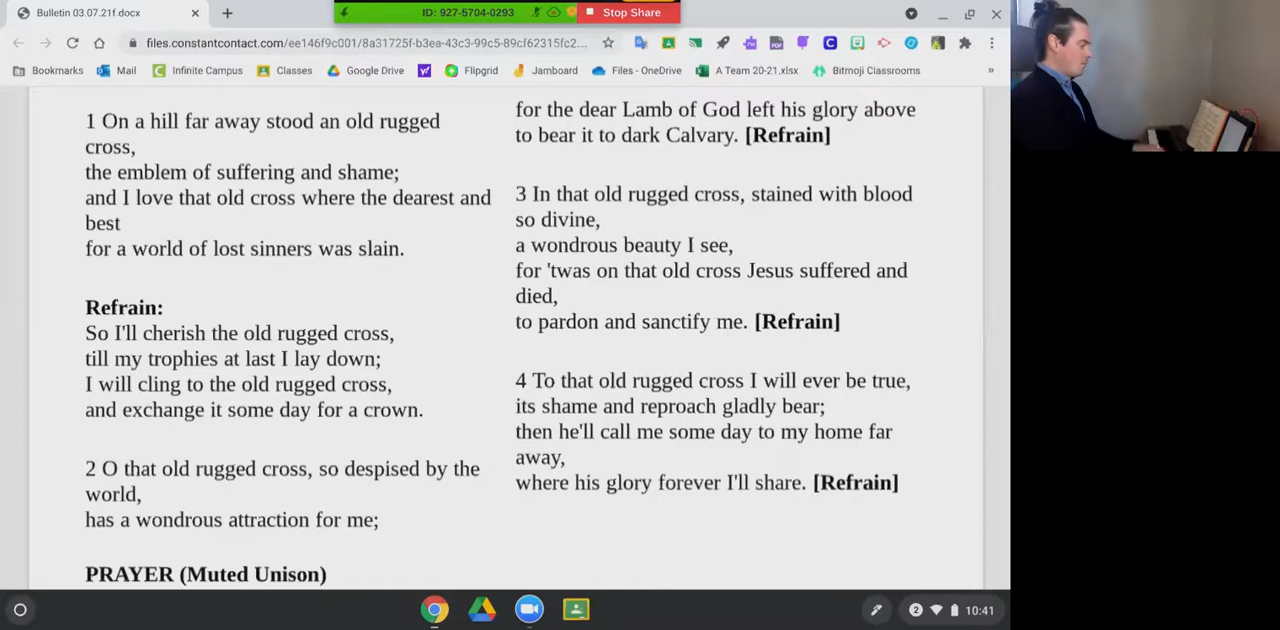 Bulletin 03.07.21f.docx
ID: 927-5704-0293
Stop Share
files.constantcontact.com/ee146f9c001/8a31725f-b3ea-43c3-99c5-89cf62315fc2...
Bookmarks Mail Infinite Campus Classes Google Drive Flipgrid Jamboard Files - OneDrive A Team 20-21.xlsx Bitmoji Classrooms »
1 On a hill far away stood an old rugged
cross,
the emblem of suffering and shame;
and I love that old cross where the dearest and
best
for a world of lost sinners was slain.
Refrain:
So I'll cherish the old rugged cross,
till my trophies at last I lay down;
I will cling to the old rugged cross,
and exchange it some day for a crown.
2 O that old rugged cross, so despised by the
world,
has a wondrous attraction for me;
for the dear Lamb of God left his glory above
to bear it to dark Calvary. [Refrain]
3 In that old rugged cross, stained with blood
so divine,
a wondrous beauty I see,
for 'twas on that old cross Jesus suffered and
died,
to pardon and sanctify me. [Refrain]
4 To that old rugged cross I will ever be true,
its shame and reproach gladly bear;
then he'll call me some day to my home far
away,
where his glory forever I'll share. [Refrain]
PRAYER (Muted Unison)
2 10:41